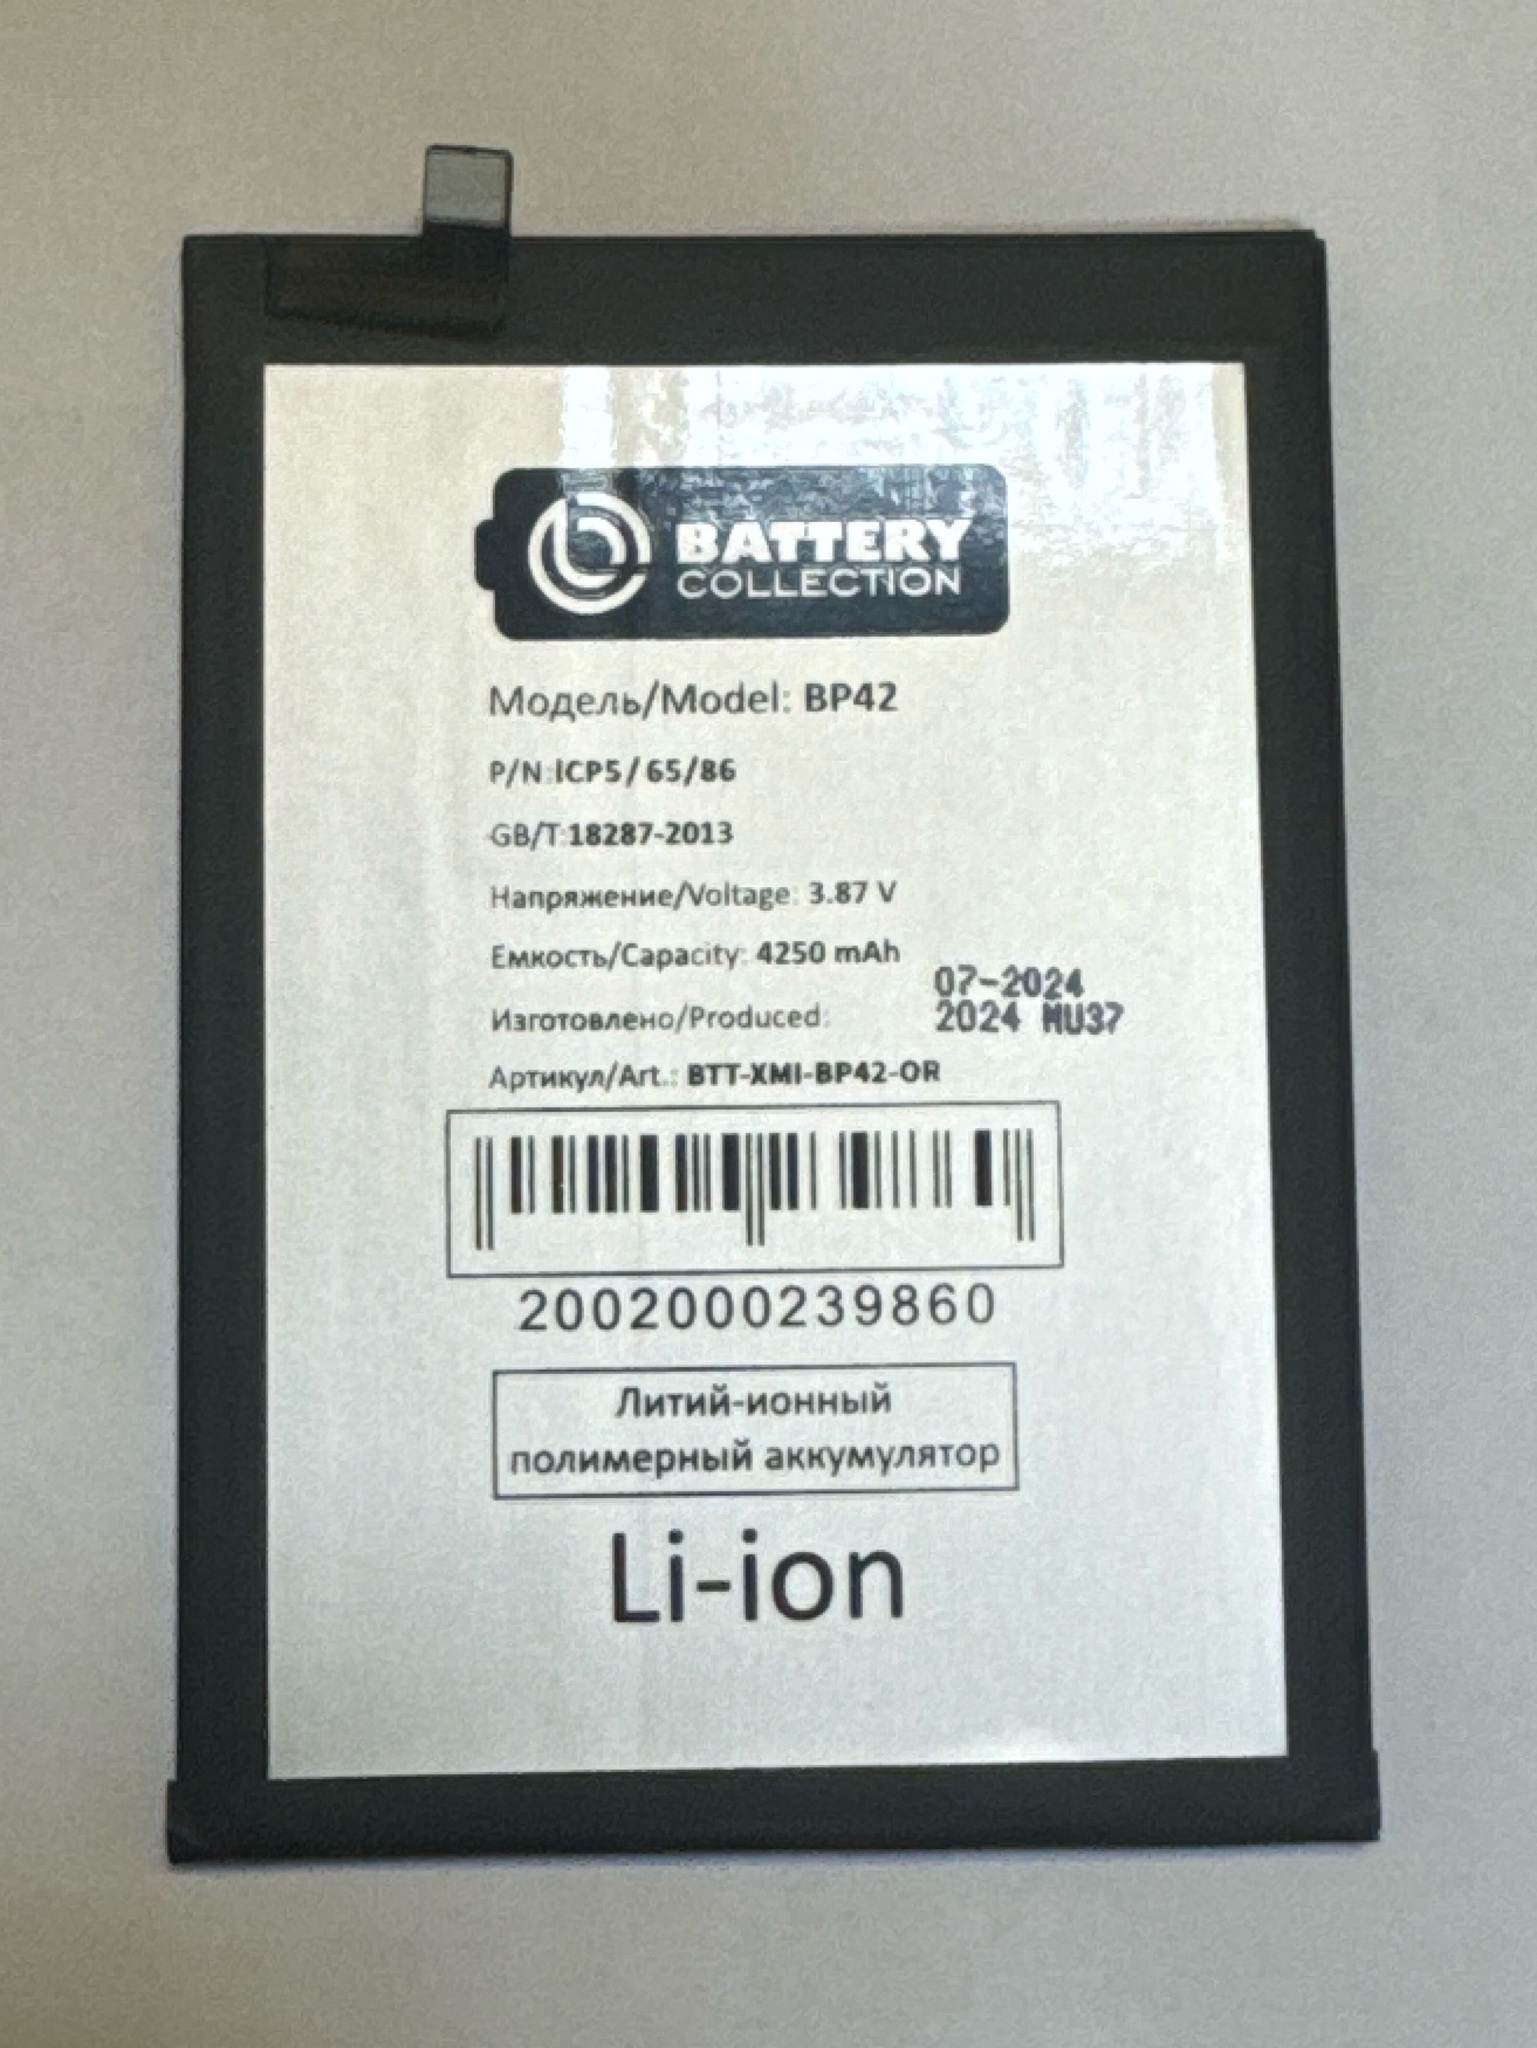 BATTERY
COLLECTION
Модель/Model: BP42
P/N:ICP5/65/86
GB/T:18287-2013
Напряжение/Voltage: 3.87 V
Емкость/Capacity: 4250 mAh
07-2024
Изготовлено/Produced: 2024 MU37
Артикул/Art.: BTT-XMI-BP42-OR
2002000239860
Литий-ионный
полимерный аккумулятор
Li-ion